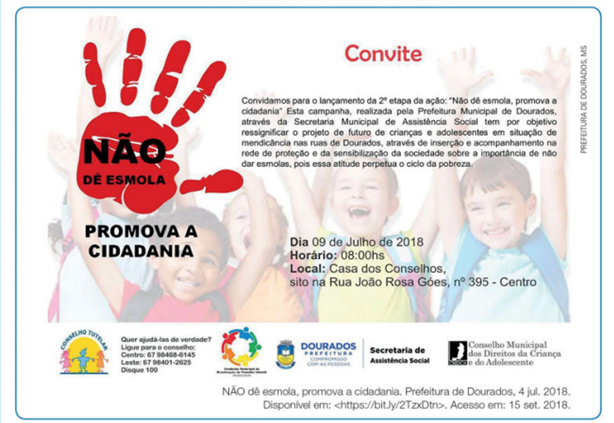 Convite
Convidamos para o lançamento da 2ª etapa da ação: "Não dê esmola, promova a
cidadania" Esta campanha, realizada pela Prefeitura Municipal de Dourados,
através da Secretaria Municipal de Assistência Social tem por objetivo
ressignificar o projeto de futuro de crianças e adolescentes em situação de
mendicância nas ruas de Dourados, através de inserção e acompanhamento na
rede de proteção e da sensibilização da sociedade sobre a importância de não
dar esmolas, pois essa atitude perpetua o ciclo da pobreza.
PREFEITURA DE DOURADOS, MS
NÃO
DÊ ESMOLA
PROMOVA A
CIDADANIA
Dia 09 de Julho de 2018
Horário: 08:00hs
Local: Casa dos Conselhos,
sito na Rua João Rosa Góes, nº 395 - Centro
CONSELHO TUTELAR
Quer ajudá-las de verdade?
Ligue para o conselho:
Centro: 67 98468-6145
Leste: 67 98401-2625
Disque 100
DOURADOS
PREFEITURA
COMPROMISSO
COM AS PESSOAS
Secretaria de
Assistência Social
Conselho Municipal
dos Direitos da Criança
e do Adolescente
NÃO dê esmola, promova a cidadania. Prefeitura de Dourados, 4 jul. 2018.
Disponível em: <https://bit.ly/2TzxDtn>. Acesso em: 15 set. 2018.